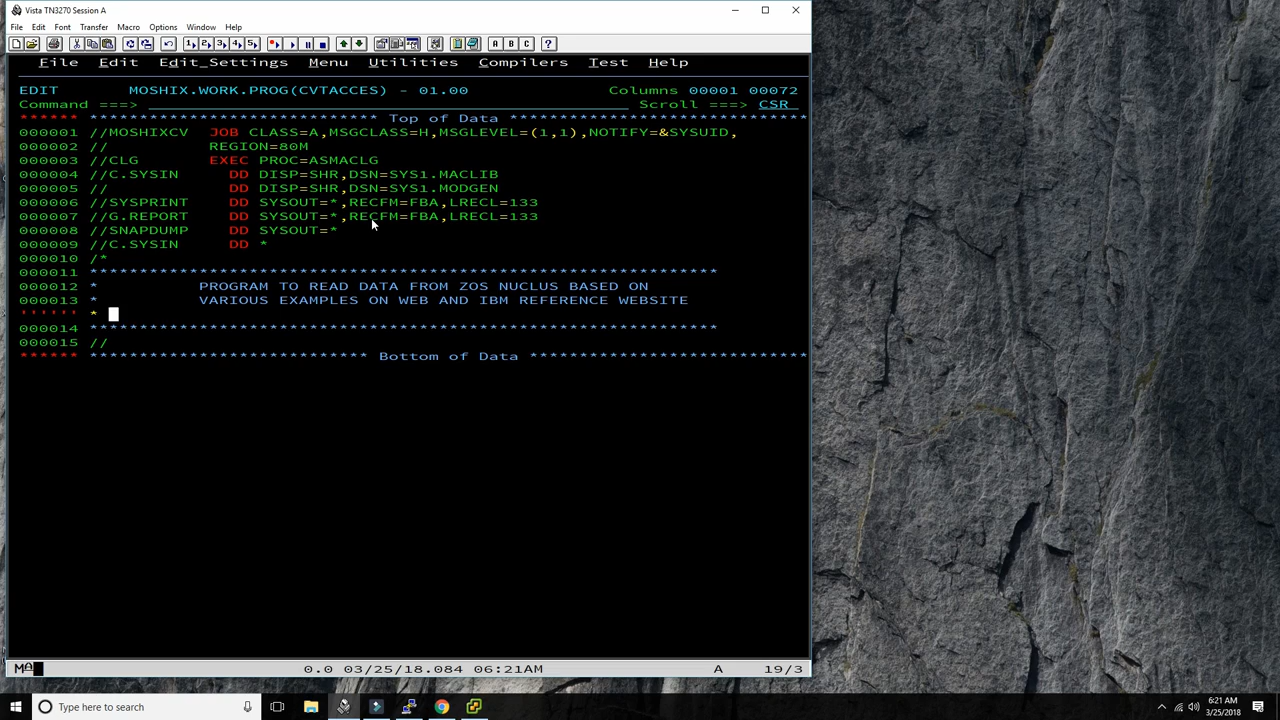 Vista TN3270 Session A
File Edit Font Transfer Macro Options Window Help
1 2 3 4 5 A B C ?
File Edit Edit_Settings Menu Utilities Compilers Test Help
EDIT MOSHIX.WORK.PROG(CVTACCES) - 01.00 Columns 00001 00072
Command ===> Scroll ===> CSR
****** **************************** Top of Data ******************************
000001 //MOSHIXCV JOB CLASS=A,MSGCLASS=H,MSGLEVEL=(1,1),NOTIFY=&SYSUID,
000002 // REGION=80M
000003 //CLG EXEC PROC=ASMACLG
000004 //C.SYSIN DD DISP=SHR,DSN=SYS1.MACLIB
000005 // DD DISP=SHR,DSN=SYS1.MODGEN
000006 //SYSPRINT DD SYSOUT=*,RECFM=FBA,LRECL=133
000007 //G.REPORT DD SYSOUT=*,RECFM=FBA,LRECL=133
000008 //SNAPDUMP DD SYSOUT=*
000009 //C.SYSIN DD *
000010 /*
000011 ***************************************************************
000012 * PROGRAM TO READ DATA FROM ZOS NUCLUS BASED ON
000013 * VARIOUS EXAMPLES ON WEB AND IBM REFERENCE WEBSITE
'''''' *
000014 ***************************************************************
000015 //
****** **************************** Bottom of Data ****************************
MA 0.0 03/25/18.084 06:21AM A 19/3
Type here to search
6:21 AM
3/25/2018